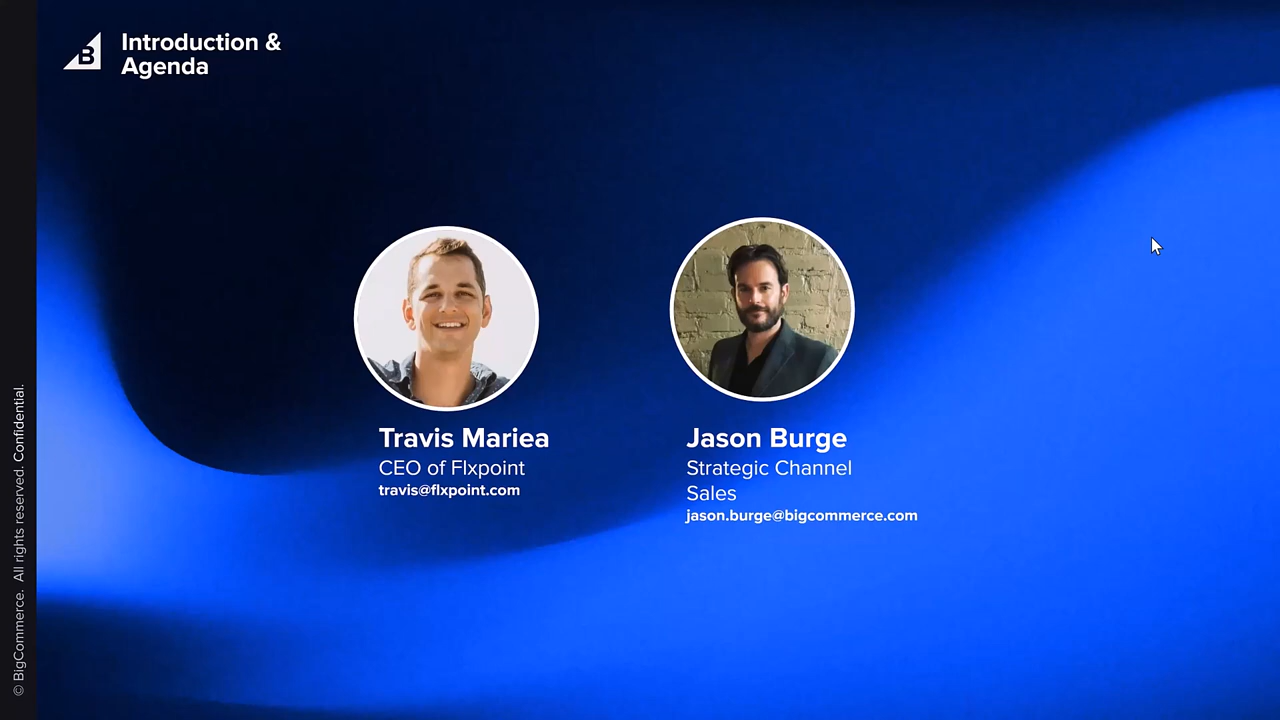 B
Introduction &
Agenda
Travis Mariea
CEO of Flxpoint
travis@flxpoint.com
Jason Burge
Strategic Channel
Sales
jason.burge@bigcommerce.com
© BigCommerce. All rights reserved. Confidential.